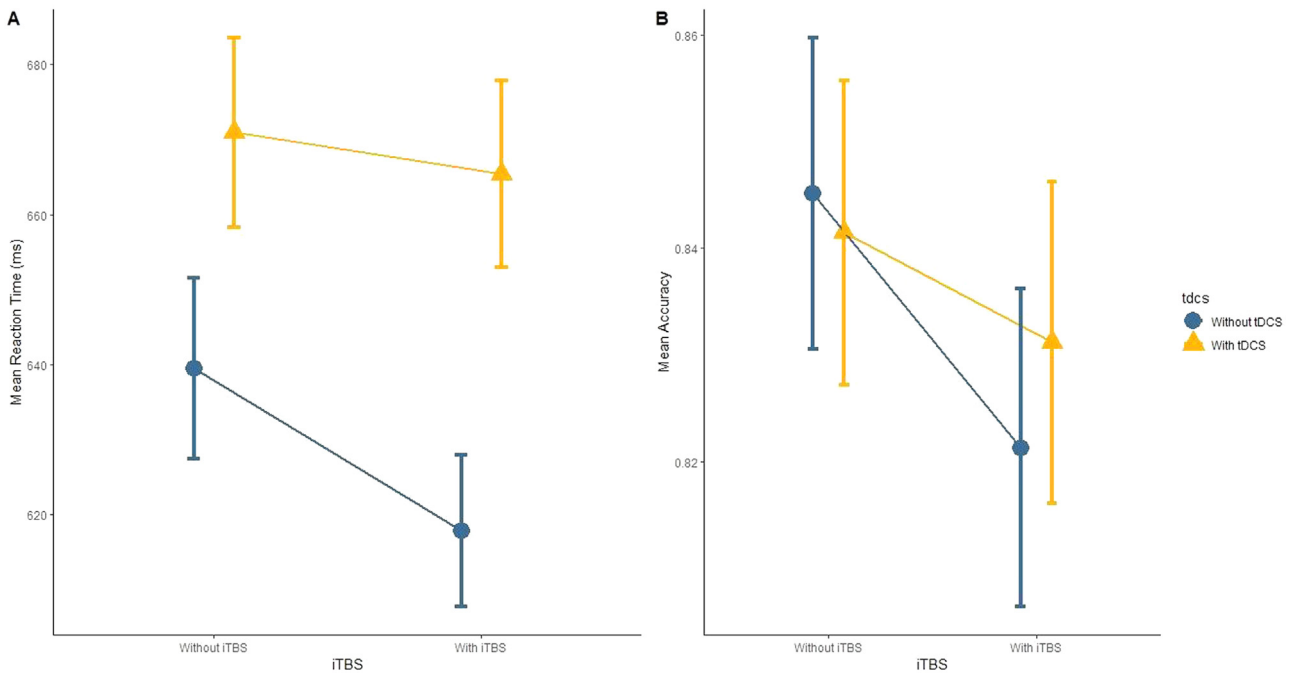 A
Mean Reaction Time (ms)
680
660
640
620
Without iTBS
With iTBS
iTBS
B
Mean Accuracy
0.86
0.84
0.82
Without iTBS
With iTBS
iTBS
tdcs
Without tDCS
With tDCS